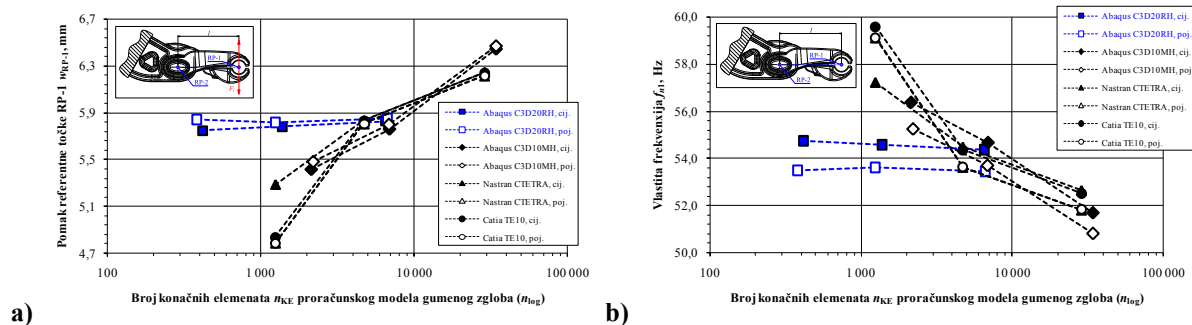 Pomak referentne točke RP-1 wRP-1, mm
6,7
6,3
5,9
5,5
5,1
4,7
100
1 000
10 000
100 000
Broj konačnih elemenata nKE proračunskog modela gumenog zgloba (nlog)
l
RP-1
RP-2
Abaqus C3D20RH, cij.
Abaqus C3D20RH, poj.
Abaqus C3D10MH, cij.
Abaqus C3D10MH, poj.
Nastran CTETRA, cij.
Nastran CTETRA, poj.
Catia TE10, cij.
Catia TE10, poj.
a)
Vlastita frekvenxija fn1, Hz
60,0
58,0
56,0
54,0
52,0
50,0
100
1 000
10 000
100 000
Broj konačnih elemenata nKE proračunskog modela gumenog zgloba (nlog)
l
RP-1
RP-2
Abaqus C3D20RH, cij.
Abaqus C3D20RH, poj.
Abaqus C3D10MH, cij.
Abaqus C3D10MH, poj.
Nastran CTETRA, cij.
Nastran CTETRA, poj.
Catia TE10, cij.
Catia TE10, poj.
b)